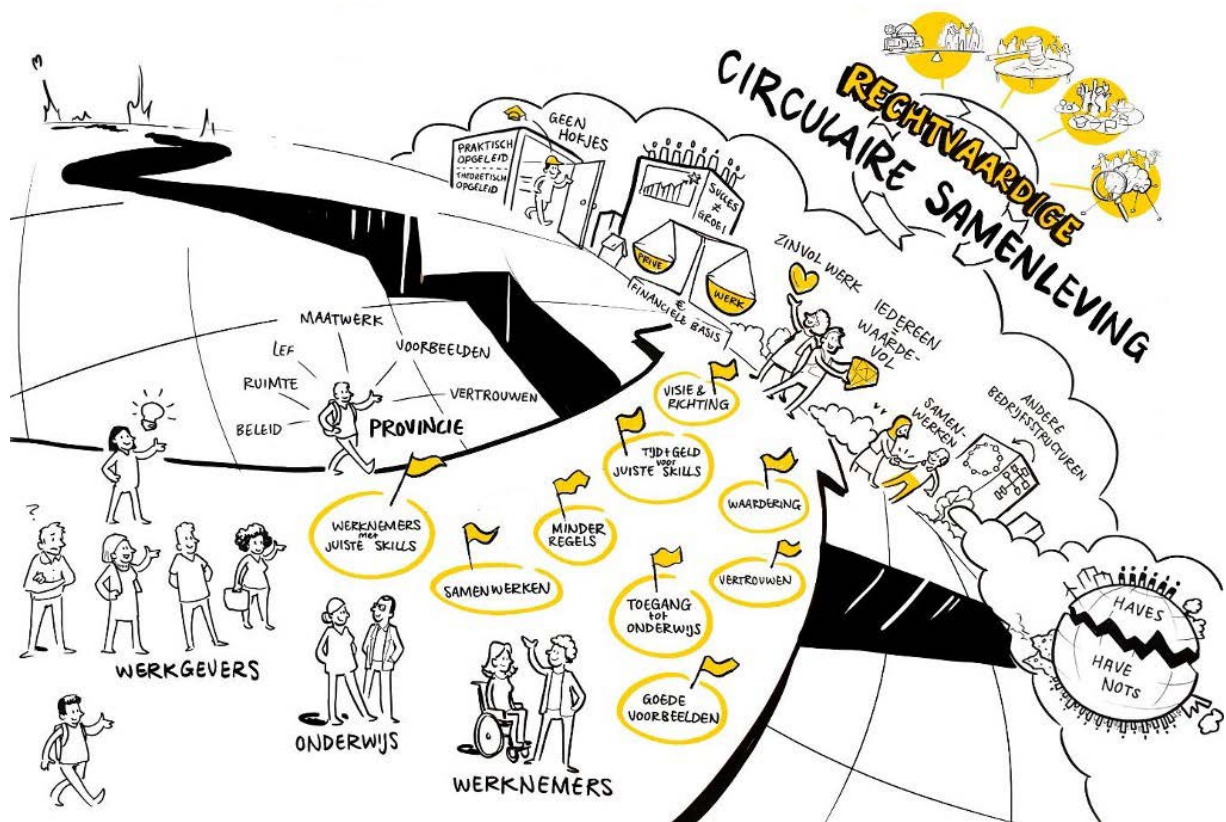 RECHTVAARDIGE
CIRCULAIRE SAMENLEVING
GEEN
HOKJES
PRAKTISCH
OPGELEID
THEORETISCH
OPGELEID
SUCCES
≠
GROEI
PRIVÉ
WERK
€
FINANCIËLE BASIS
ZINVOL WERK
IEDEREEN
=
WAARDE-
VOL
SAMEN-
WERKEN
ANDERE
BEDRIJFSSTRUCTUREN
HAVES
HAVE
NOTS
MAATWERK
LEF
VOORBEELDEN
RUIMTE
VERTROUWEN
BELEID
PROVINCIE
VISIE &
RICHTING
TIJD + GELD
voor
JUISTE SKILLS
WAARDERING
WERKNEMERS
met
JUISTE SKILLS
MINDER
REGELS
SAMENWERKEN
VERTROUWEN
TOEGANG
tot
ONDERWIJS
GOEDE
VOORBEELDEN
?
WERKGEVERS
ONDERWIJS
WERKNEMERS